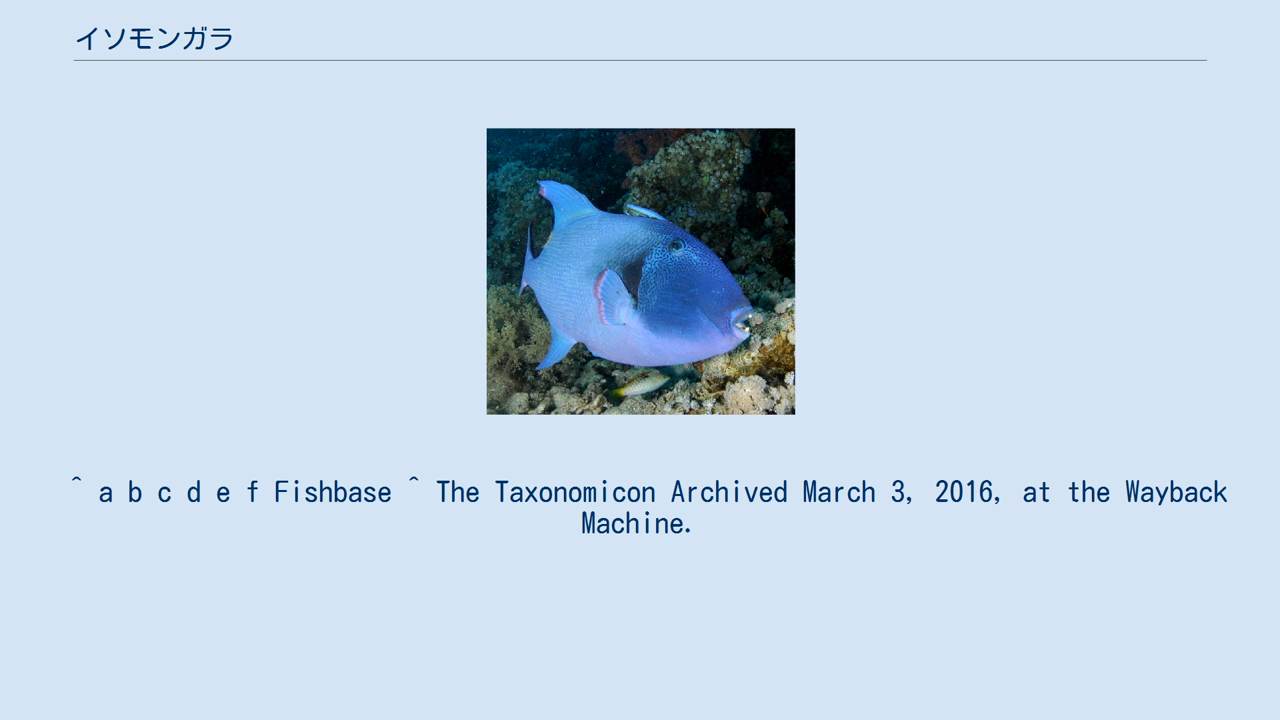 イソモンガラ
^ a b c d e f Fishbase ^ The Taxonomicon Archived March 3, 2016, at the Wayback
Machine.